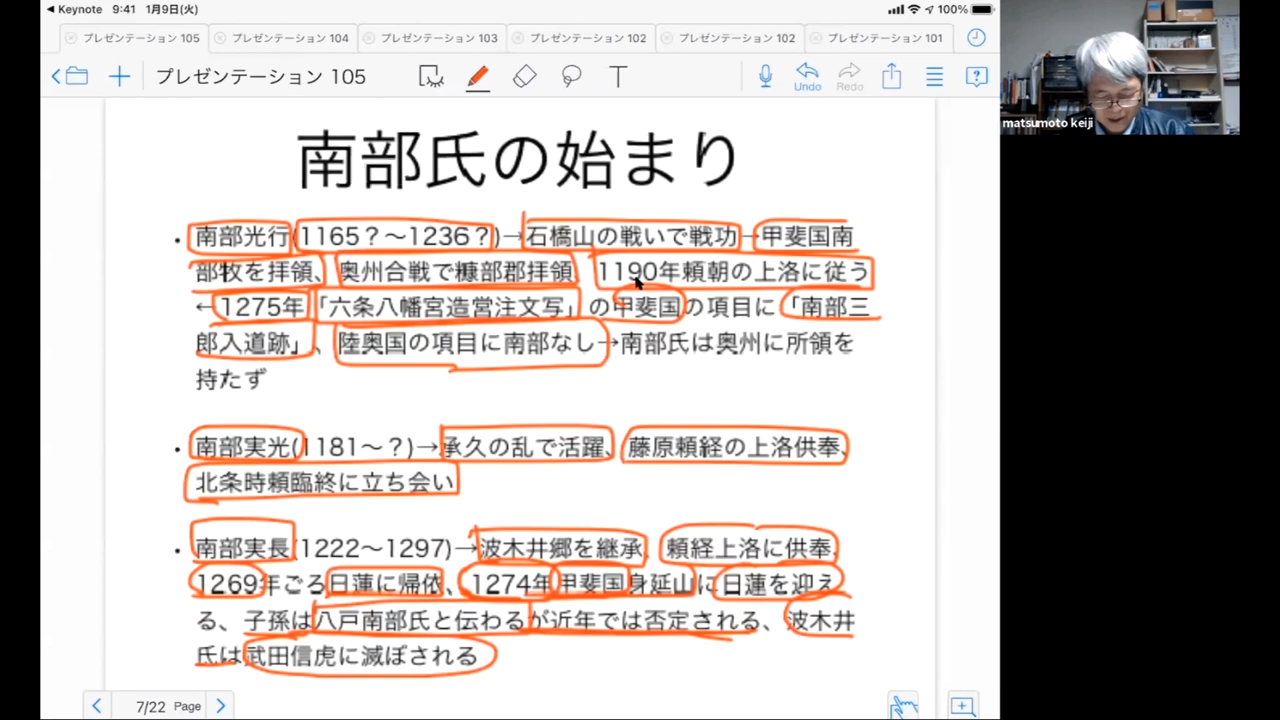 Keynote 9:41 1月9日(火) 100%
プレゼンテーション 105 プレゼンテーション 104 プレゼンテーション 103 プレゼンテーション 102 プレゼンテーション 102 プレゼンテーション 101
プレゼンテーション 105 T Undo Redo
matsumoto keiji
南部氏の始まり
・南部光行(1165？〜1236？)→石橋山の戦いで戦功→甲斐国南
部牧を拝領、奥州合戦で糠部郡拝領、1190年頼朝の上洛に従う
←1275年「六条八幡宮造営注文写」の甲斐国の項目に「南部三
郎入道跡」、陸奥国の項目に南部なし→南部氏は奥州に所領を
持たず
・南部実光(1181〜？)→承久の乱で活躍、藤原頼経の上洛供奉、
北条時頼臨終に立ち会い
・南部実長(1222〜1297)→波木井郷を継承、頼経上洛に供奉、
1269年ごろ日蓮に帰依、1274年甲斐国身延山に日蓮を迎え
る、子孫は八戸南部氏と伝わるが近年では否定される、波木井
氏は武田信虎に滅ぼされる
7/22 Page